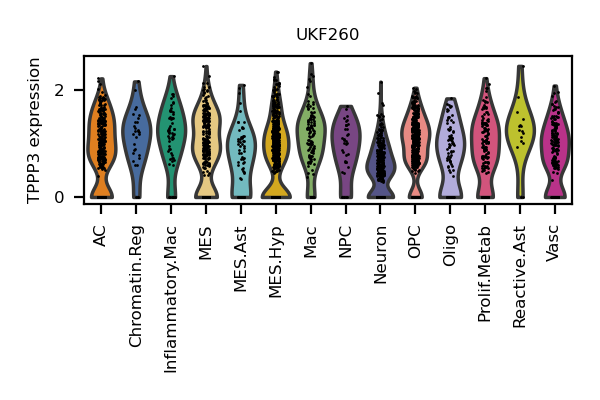 UKF260
TPPP3 expression
2
0
AC
Chromatin.Reg
Inflammatory.Mac
MES
MES.Ast
MES.Hyp
Mac
NPC
Neuron
OPC
Oligo
Prolif.Metab
Reactive.Ast
Vasc